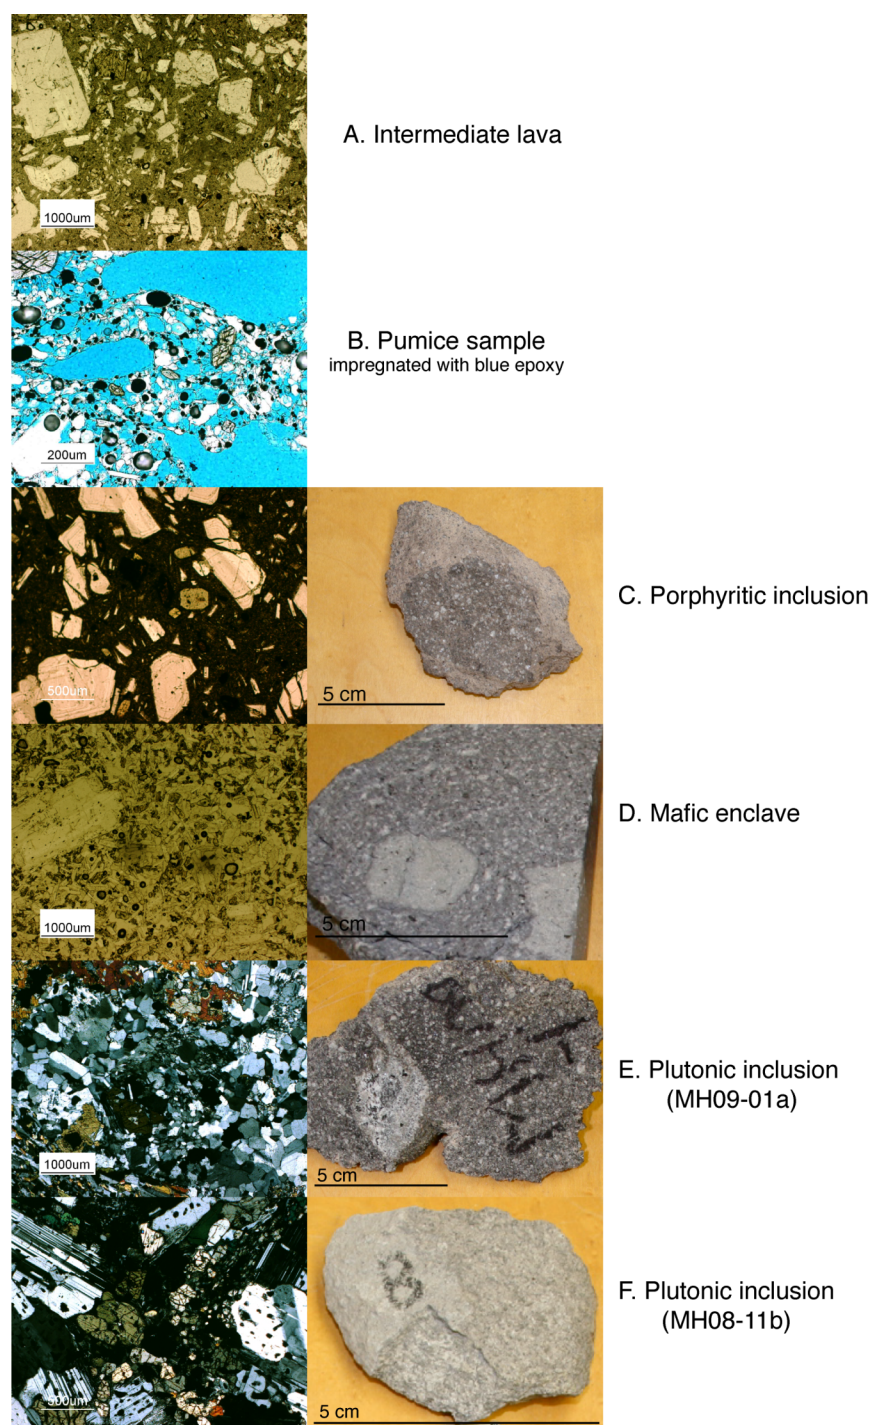 A. Intermediate lava
1000um
B. Pumice sample
impregnated with blue epoxy
200um
C. Porphyritic inclusion
500um
5 cm
D. Mafic enclave
1000um
5 cm
E. Plutonic inclusion
(MH09-01a)
1000um
5 cm
F. Plutonic inclusion
(MH08-11b)
8
500um
5 cm